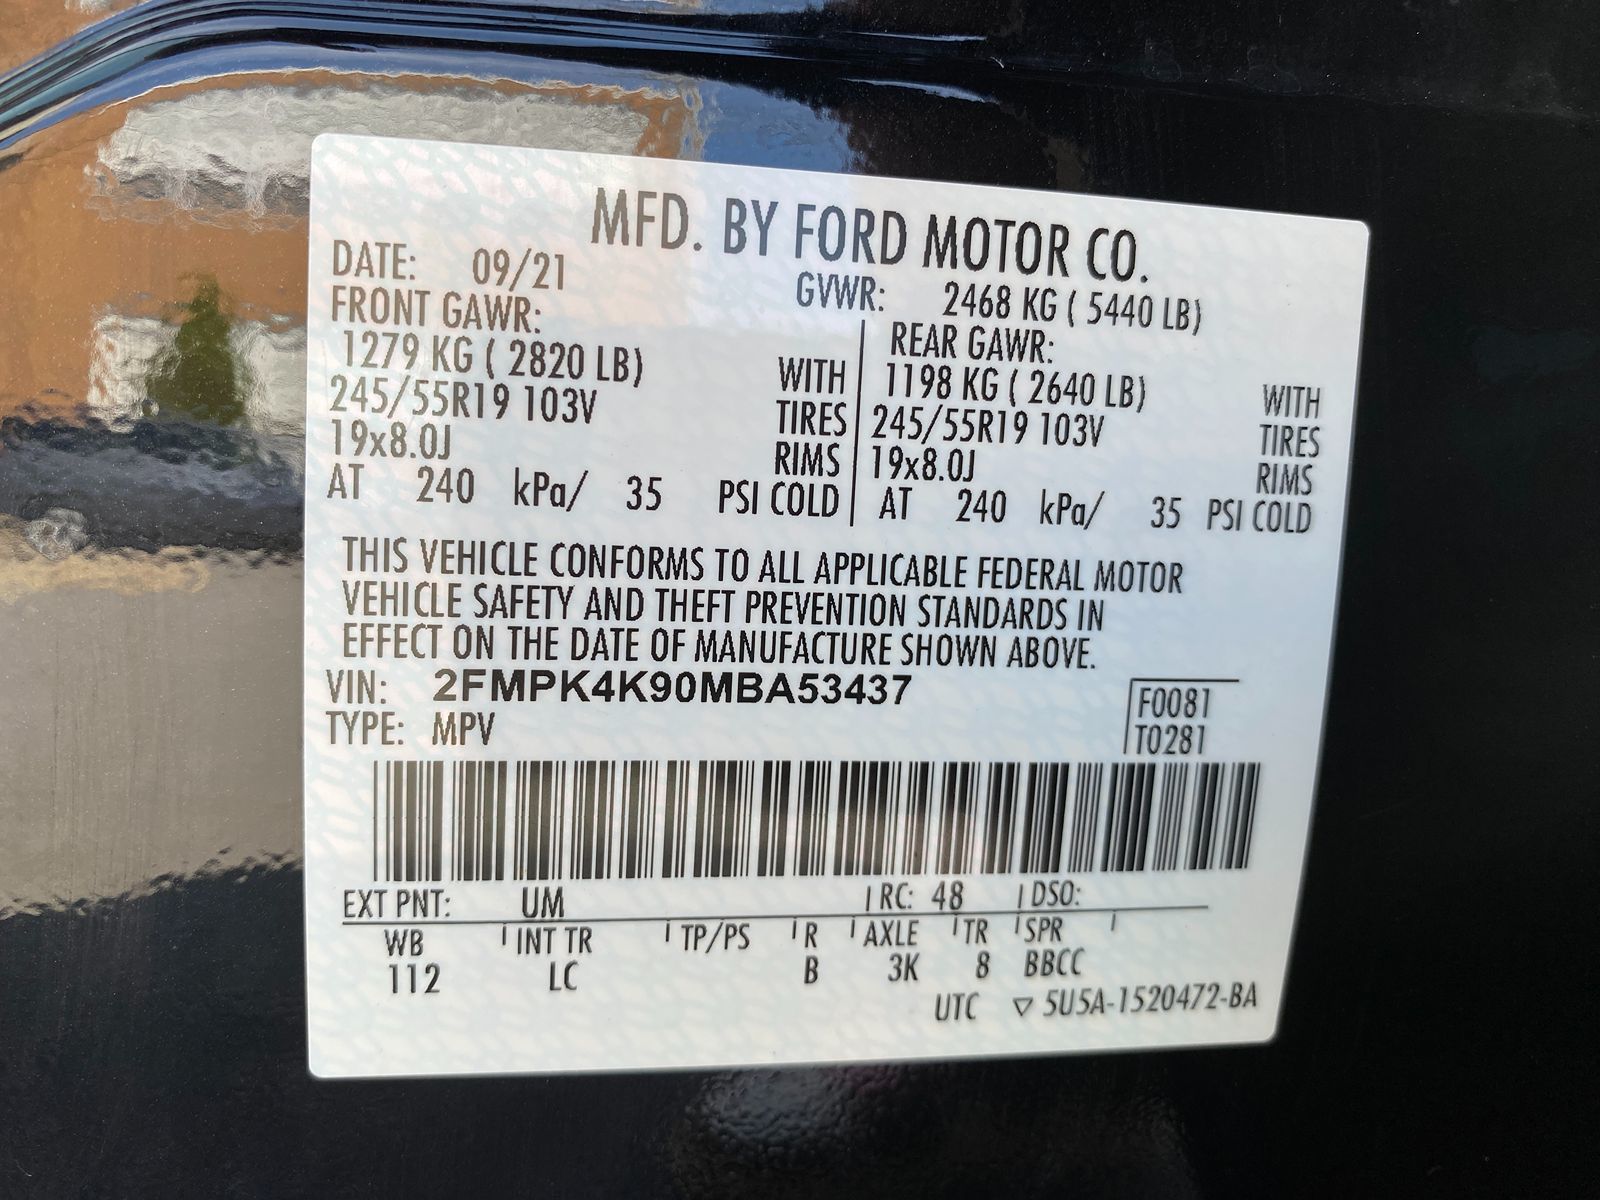 MFD. BY FORD MOTOR CO.
DATE: 09/21 GVWR: 2468 KG ( 5440 LB)
FRONT GAWR: REAR GAWR:
1279 KG ( 2820 LB) WITH 1198 KG ( 2640 LB) WITH
245/55R19 103V TIRES 245/55R19 103V TIRES
19x8.0J RIMS 19x8.0J RIMS
AT 240 kPa/ 35 PSI COLD AT 240 kPa/ 35 PSI COLD
THIS VEHICLE CONFORMS TO ALL APPLICABLE FEDERAL MOTOR
VEHICLE SAFETY AND THEFT PREVENTION STANDARDS IN
EFFECT ON THE DATE OF MANUFACTURE SHOWN ABOVE.
VIN: 2FMPK4K90MBA53437 F0081
TYPE: MPV T0281
EXT PNT: UM RC: 48 DSO:
WB INT TR TP/PS R AXLE TR SPR
112 LC B 3K 8 BBCC
UTC ▽ 5U5A-1520472-BA